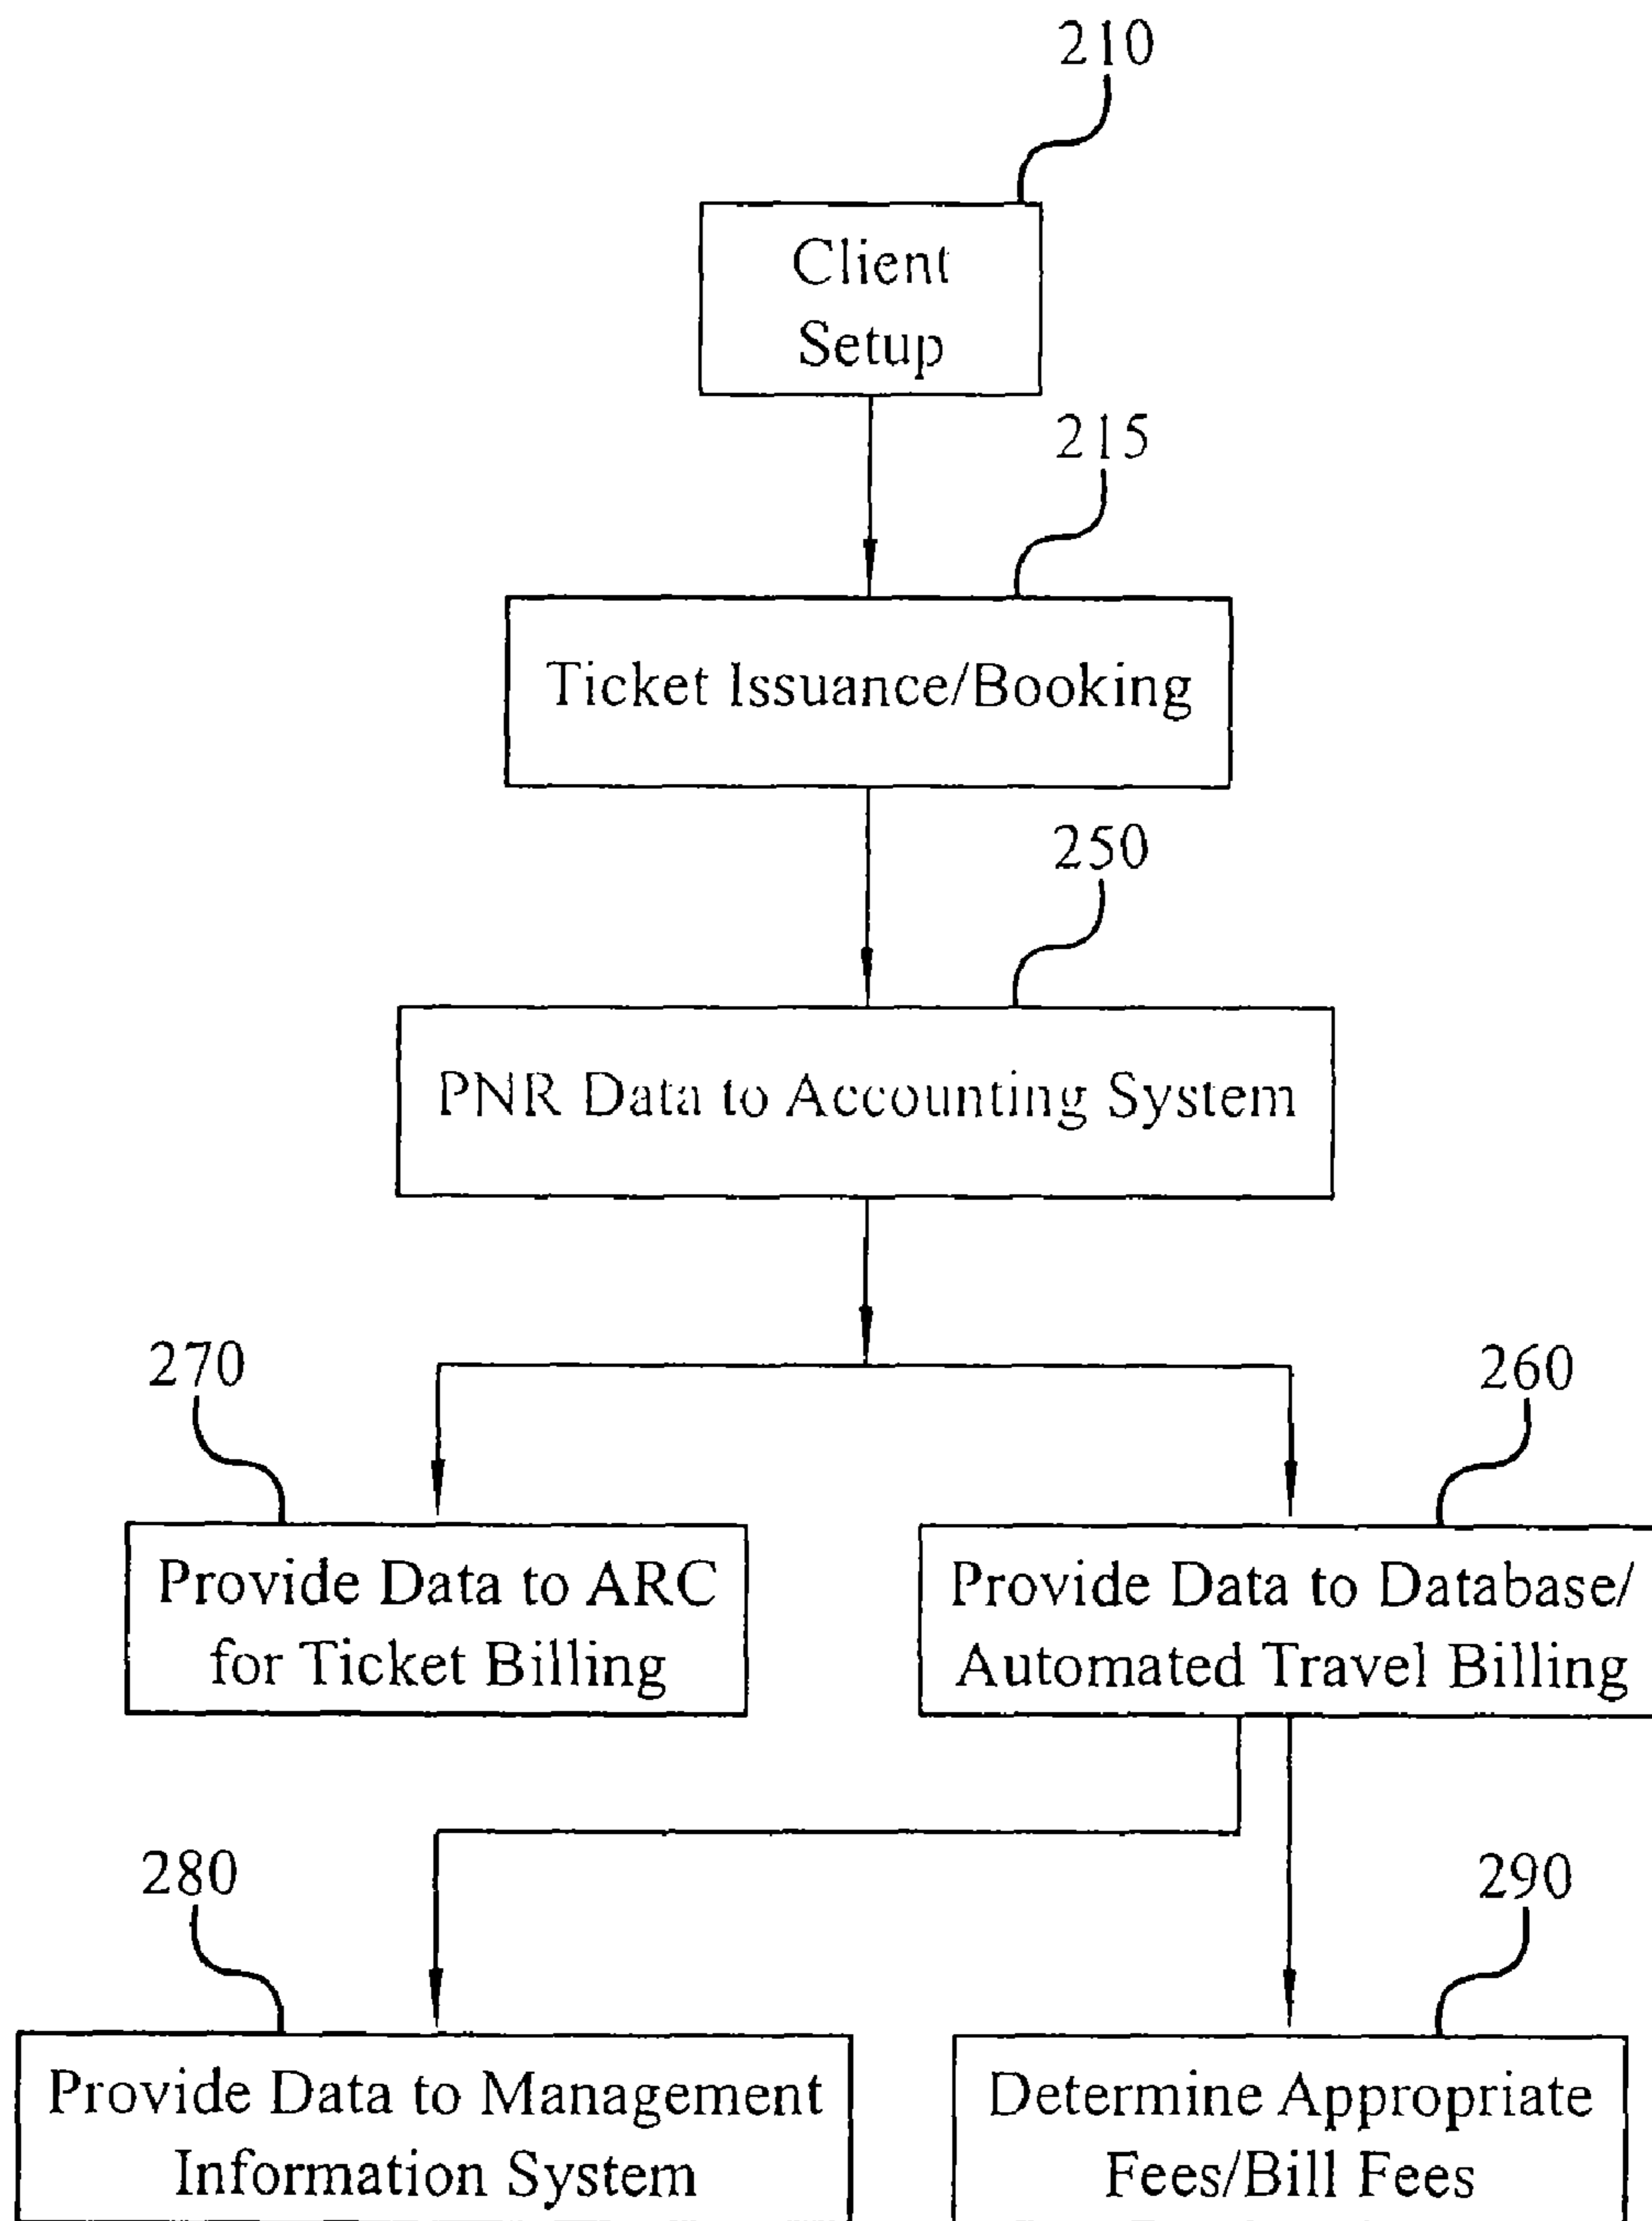 210
Client
Setup
215
Ticket Issuance/Booking
250
PNR Data to Accounting System
270
260
Provide Data to ARC
for Ticket Billing
Provide Data to Database/
Automated Travel Billing
280
290
Provide Data to Management
Information System
Determine Appropriate
Fees/Bill Fees